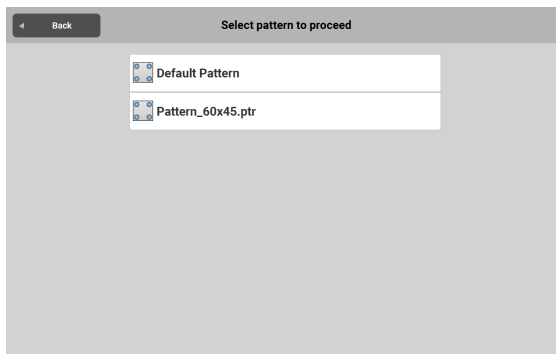 Back
Select pattern to proceed
Default Pattern
Pattern_60x45.ptr